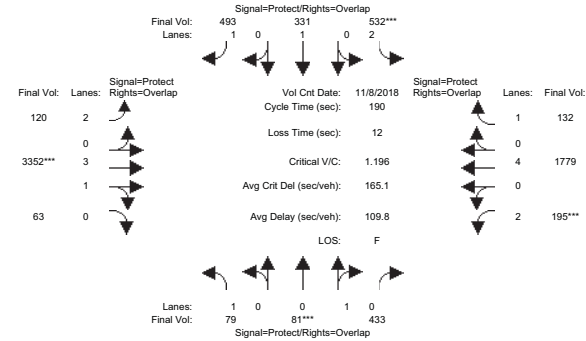 Signal=Protect/Rights=Overlap
Final Vol: 493 331 532***
Lanes: 1 0 1 0 2
Signal=Protect
Final Vol: Lanes: Rights=Overlap
Vol Cnt Date: 11/8/2018
Signal=Protect
Rights=Overlap Lanes: Final Vol:
Cycle Time (sec): 190
120 2
1 132
Loss Time (sec): 12
0
0
3352*** 3
Critical V/C: 1.196
4 1779
1
Avg Crit Del (sec/veh): 165.1
0
63 0
Avg Delay (sec/veh): 109.8
2 195***
LOS: F
Lanes: 1 0 0 1 0
Final Vol: 79 81*** 433
Signal=Protect/Rights=Overlap